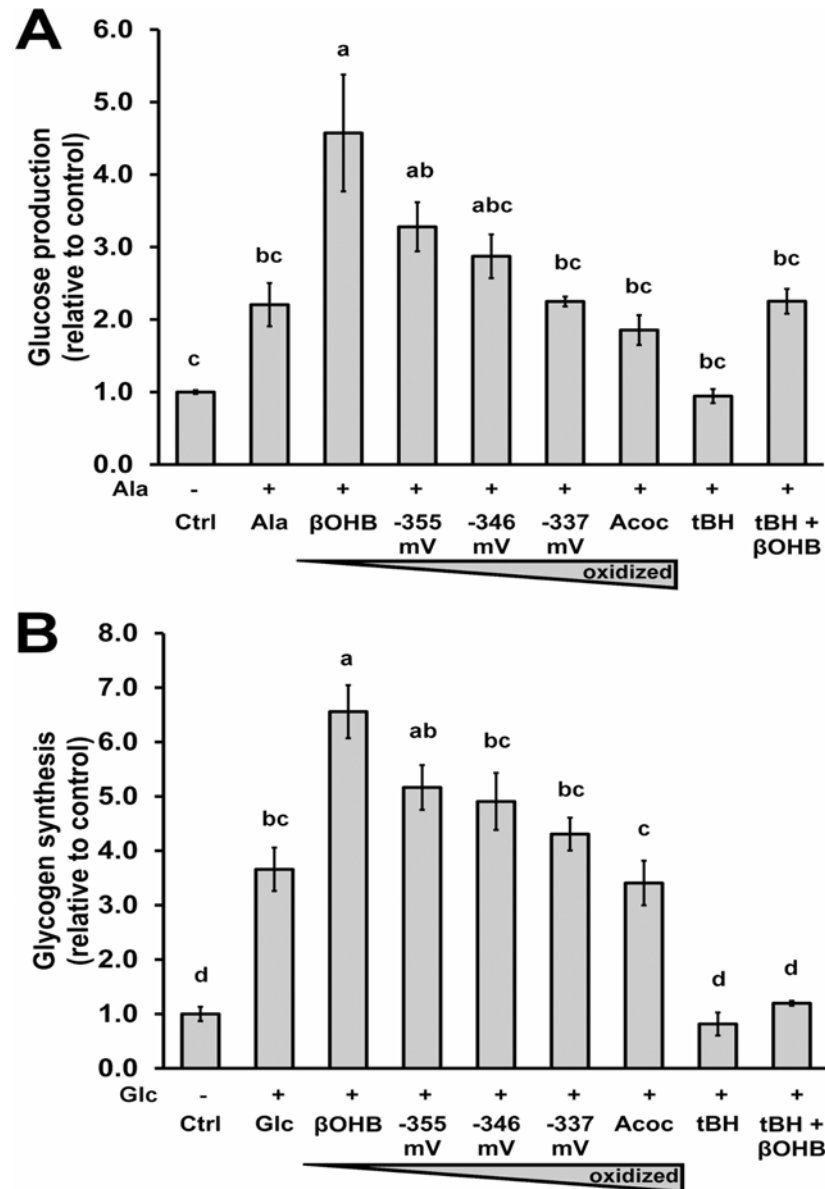 A
Glucose production
(relative to control)
6.0
5.0
4.0
3.0
2.0
1.0
0.0
c
bc
a
ab
abc
bc
bc
bc
bc
Ala - + + + + + + + +
Ctrl Ala βOHB -355 -346 -337 Acoc tBH tBH +
mV mV mV βOHB
oxidized
B
Glycogen synthesis
(relative to control)
8.0
7.0
6.0
5.0
4.0
3.0
2.0
1.0
0.0
d
bc
a
ab
bc
bc
c
d
d
Glc - + + + + + + + +
Ctrl Glc βOHB -355 -346 -337 Acoc tBH tBH +
mV mV mV βOHB
oxidized